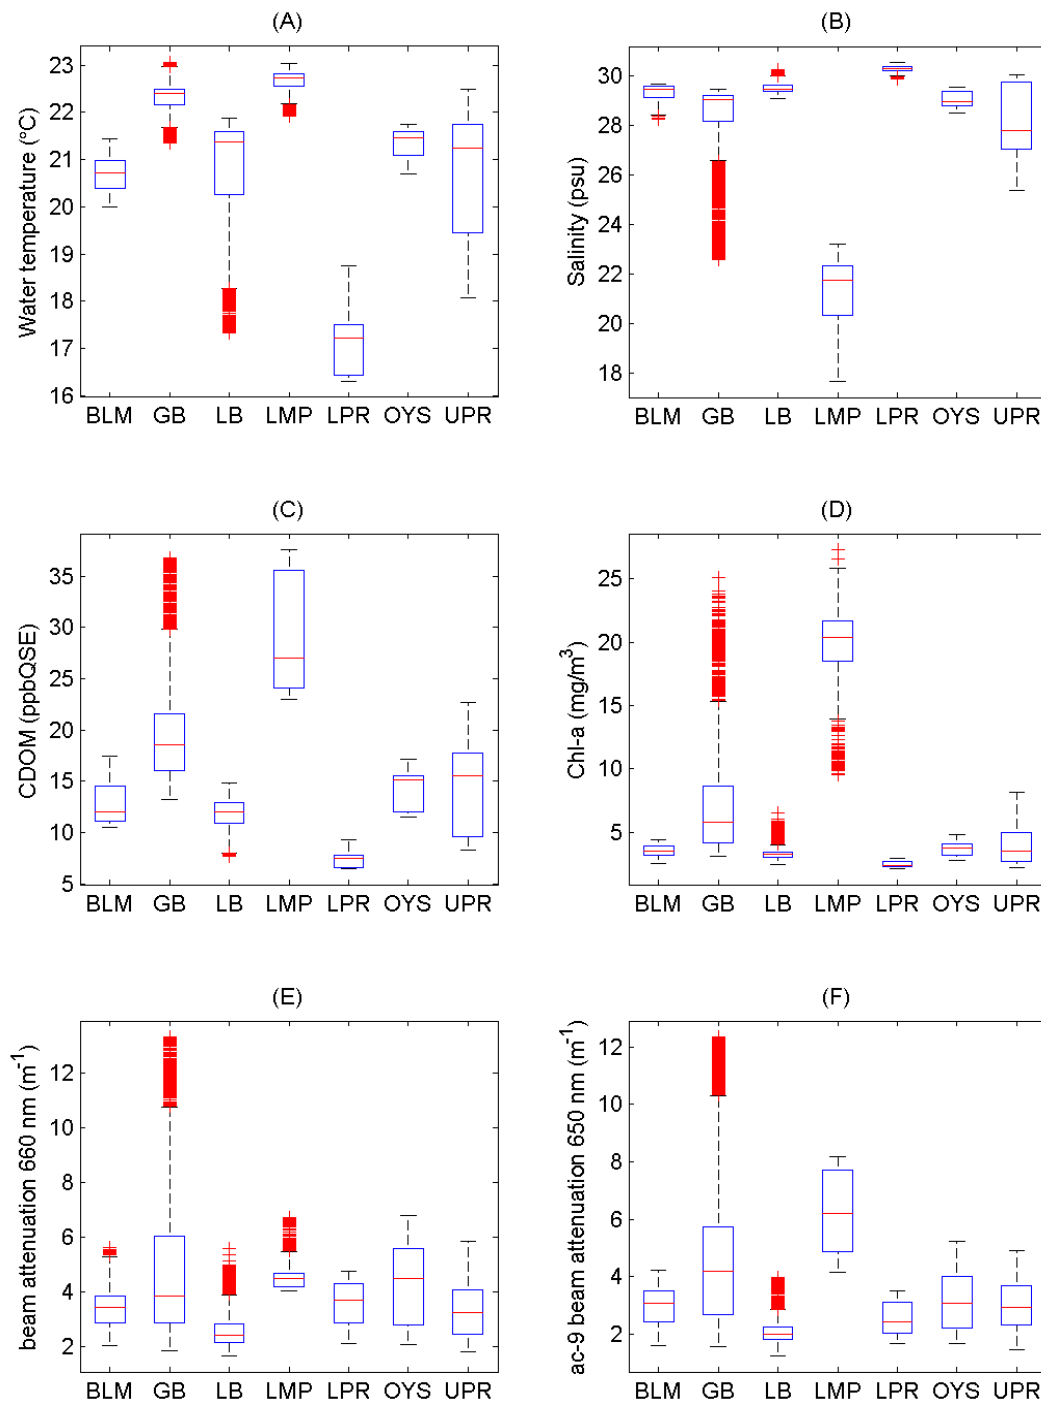 (A)
Water temperature (°C)
23
22
21
20
19
18
17
16
BLM GB LB LMP LPR OYS UPR
(B)
Salinity (psu)
30
28
26
24
22
20
18
BLM GB LB LMP LPR OYS UPR
(C)
CDOM (ppbQSE)
35
30
25
20
15
10
5
BLM GB LB LMP LPR OYS UPR
(D)
Chl-a (mg/m³)
25
20
15
10
5
BLM GB LB LMP LPR OYS UPR
(E)
beam attenuation 660 nm (m⁻¹)
12
10
8
6
4
2
BLM GB LB LMP LPR OYS UPR
(F)
ac-9 beam attenuation 650 nm (m⁻¹)
12
10
8
6
4
2
BLM GB LB LMP LPR OYS UPR